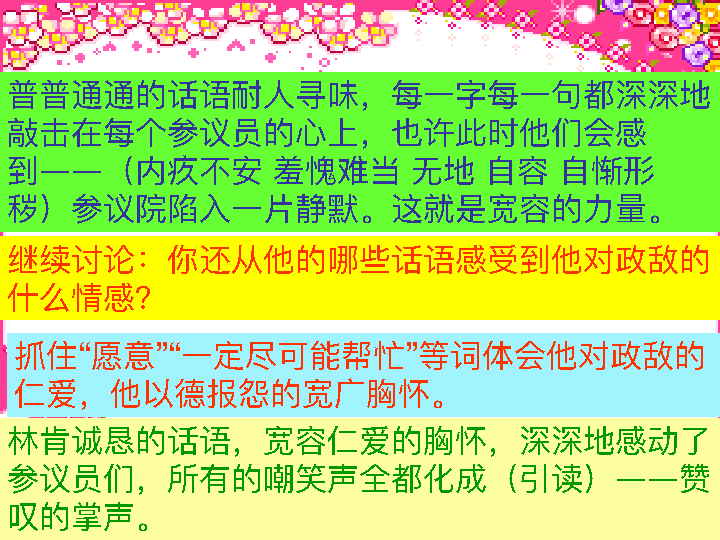 普普通通的话语耐人寻味，每一字每一句都深深地
敲击在每个参议员的心上，也许此时他们会感
到——（内疚不安 羞愧难当 无地 自容 自惭形
秽）参议院陷入一片静默。这就是宽容的力量。
继续讨论：你还从他的哪些话语感受到他对政敌的
什么情感?
抓住“愿意”“一定尽可能帮忙”等词体会他对政敌的
仁爱，他以德报怨的宽广胸怀。
林肯诚恳的话语，宽容仁爱的胸怀，深深地感动了
参议员们，所有的嘲笑声全都化成（引读）——赞
叹的掌声。